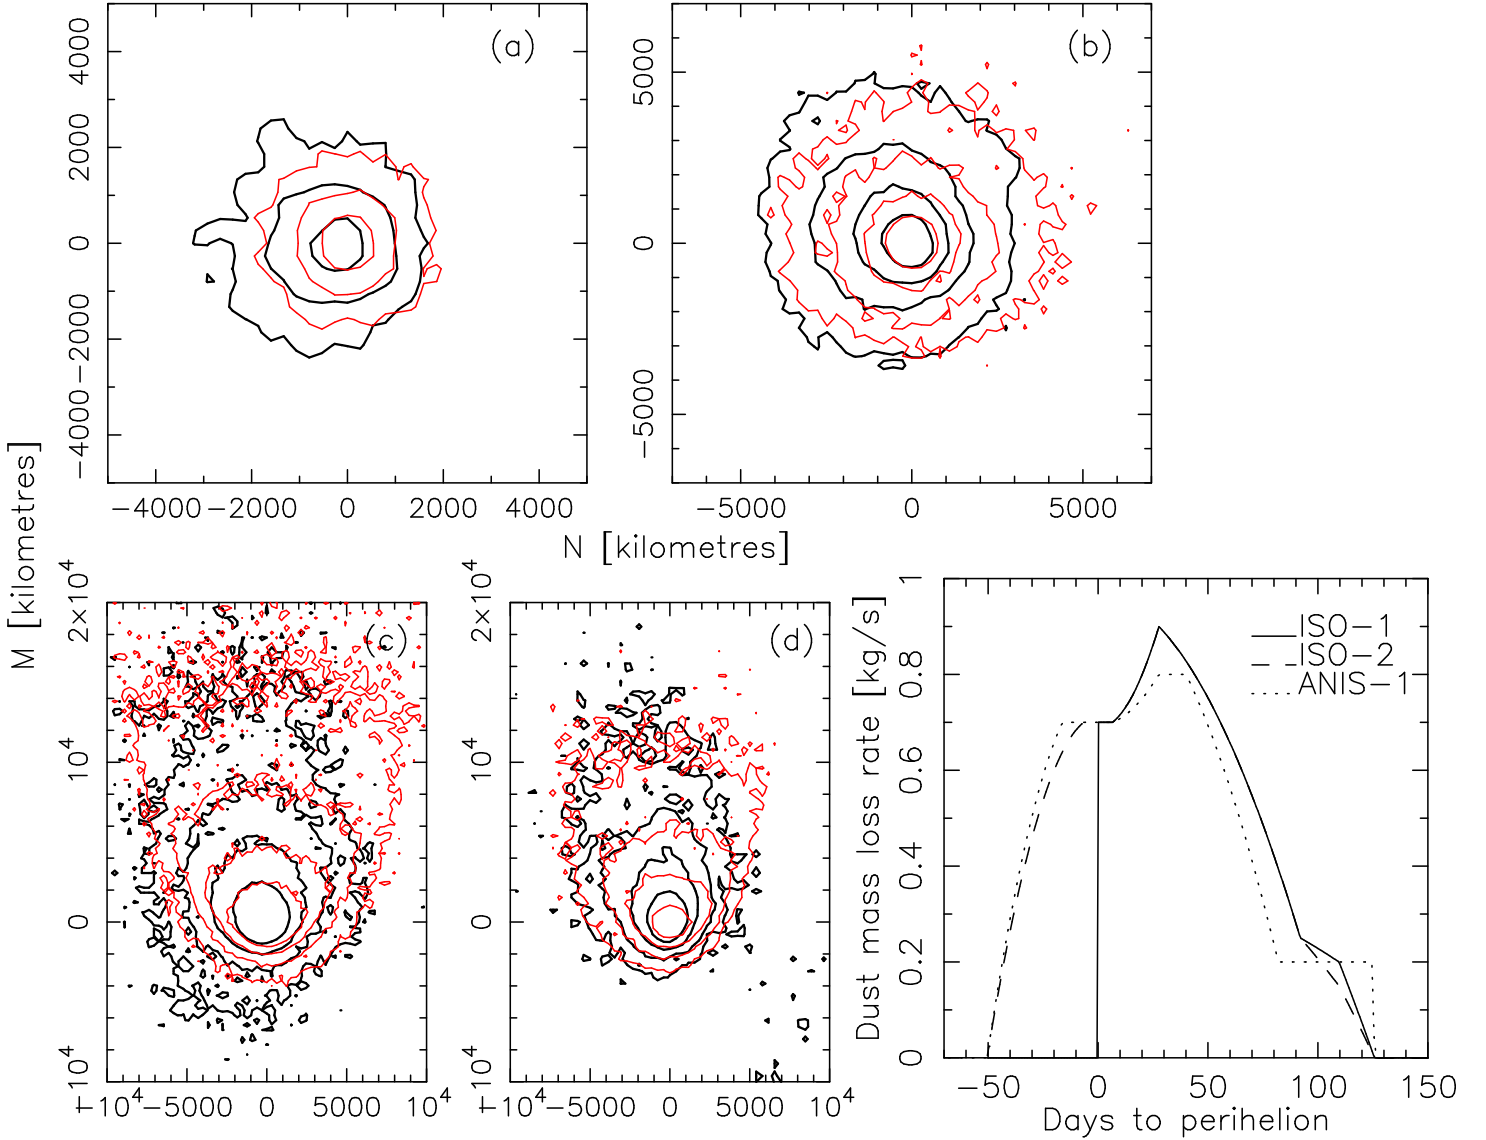 (a)
4000
2000
0
−2000
−4000
−4000 −2000 0 2000 4000
(b)
5000
0
−5000
−5000 0 5000
M [kilometres]
N [kilometres]
(c)
2×10⁴
10⁴
0
10⁴
−10⁴ −5000 0 5000 10⁴
(d)
2×10⁴
10⁴
0
10⁴
−10⁴ −5000 0 5000 10⁴
ISO−1
ISO−2
ANIS−1
Dust mass loss rate [kg/s]
1
0.8
0.6
0.4
0.2
0
−50 0 50 100 150
Days to perihelion